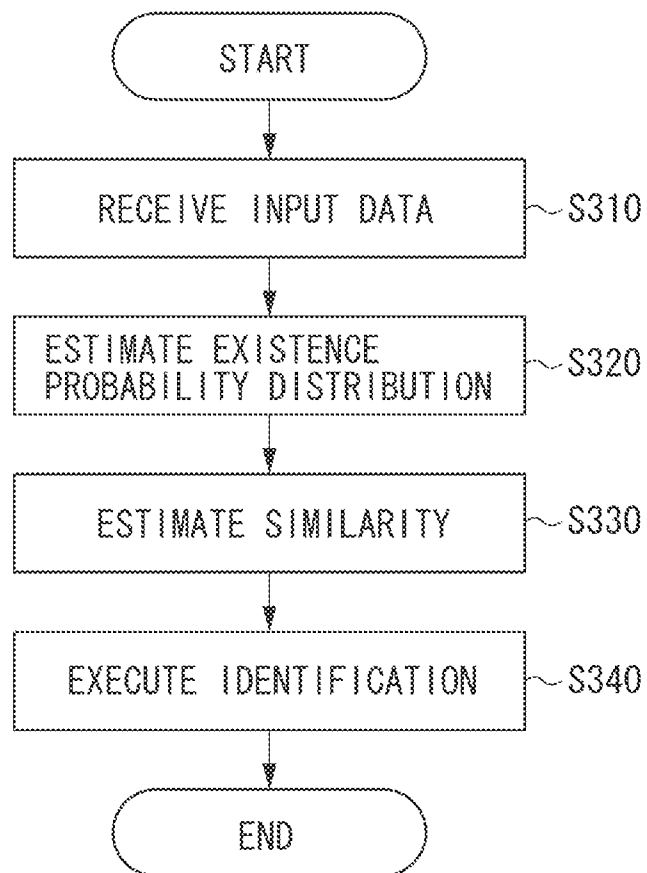 START
RECEIVE INPUT DATA
S310
ESTIMATE EXISTENCE
PROBABILITY DISTRIBUTION
S320
ESTIMATE SIMILARITY
S330
EXECUTE IDENTIFICATION
S340
END